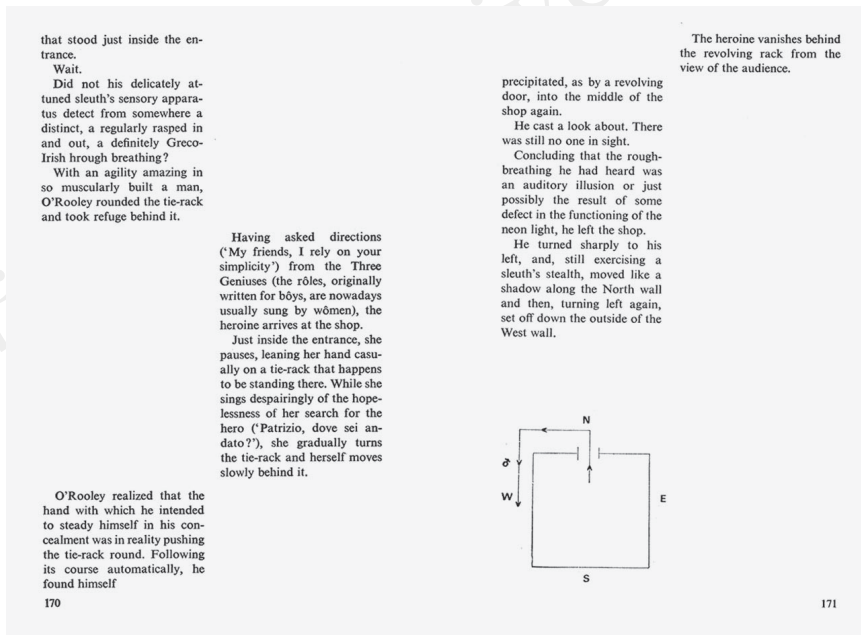 that stood just inside the en-
trance.
Wait.
Did not his delicately at-
tuned sleuth's sensory appara-
tus detect from somewhere a
distinct, a regularly rasped in
and out, a definitely Greco-
Irish hrough breathing?
With an agility amazing in
so muscularly built a man,
O'Rooley rounded the tie-rack
and took refuge behind it.
Having asked directions
('My friends, I rely on your
simplicity') from the Three
Geniuses (the rôles, originally
written for bôys, are nowadays
usually sung by wômen), the
heroine arrives at the shop.
Just inside the entrance, she
pauses, leaning her hand casu-
ally on a tie-rack that happens
to be standing there. While she
sings despairingly of the hope-
lessness of her search for the
hero ('Patrizio, dove sei an-
dato?'), she gradually turns
the tie-rack and herself moves
slowly behind it.
O'Rooley realized that the
hand with which he intended
to steady himself in his con-
cealment was in reality pushing
the tie-rack round. Following
its course automatically, he
found himself
170
precipitated, as by a revolving
door, into the middle of the
shop again.
He cast a look about. There
was still no one in sight.
Concluding that the rough-
breathing he had heard was
an auditory illusion or just
possibly the result of some
defect in the functioning of the
neon light, he left the shop.
He turned sharply to his
left, and, still exercising a
sleuth's stealth, moved like a
shadow along the North wall
and then, turning left again,
set off down the outside of the
West wall.
The heroine vanishes behind
the revolving rack from the
view of the audience.
N
W
E
S
171